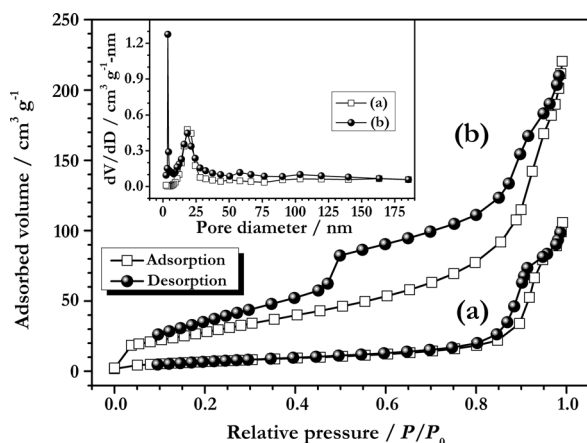 250
200
150
100
50
0
Adsorbed volume / cm³ g⁻¹
0.0 0.2 0.4 0.6 0.8 1.0
Relative pressure / P/P₀
Adsorption
Desorption
(b)
(a)
1.2
0.9
0.6
0.3
0.0
dV/dD / cm³ g⁻¹-nm
0 25 50 75 100 125 150 175
Pore diameter / nm
(a)
(b)